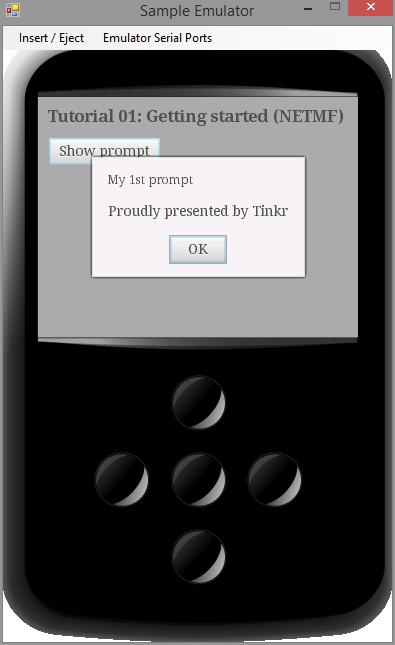 Sample Emulator
Insert / Eject Emulator Serial Ports
Tutorial 01: Getting started (NETMF)
Show prompt
My 1st prompt
Proudly presented by Tinkr
OK